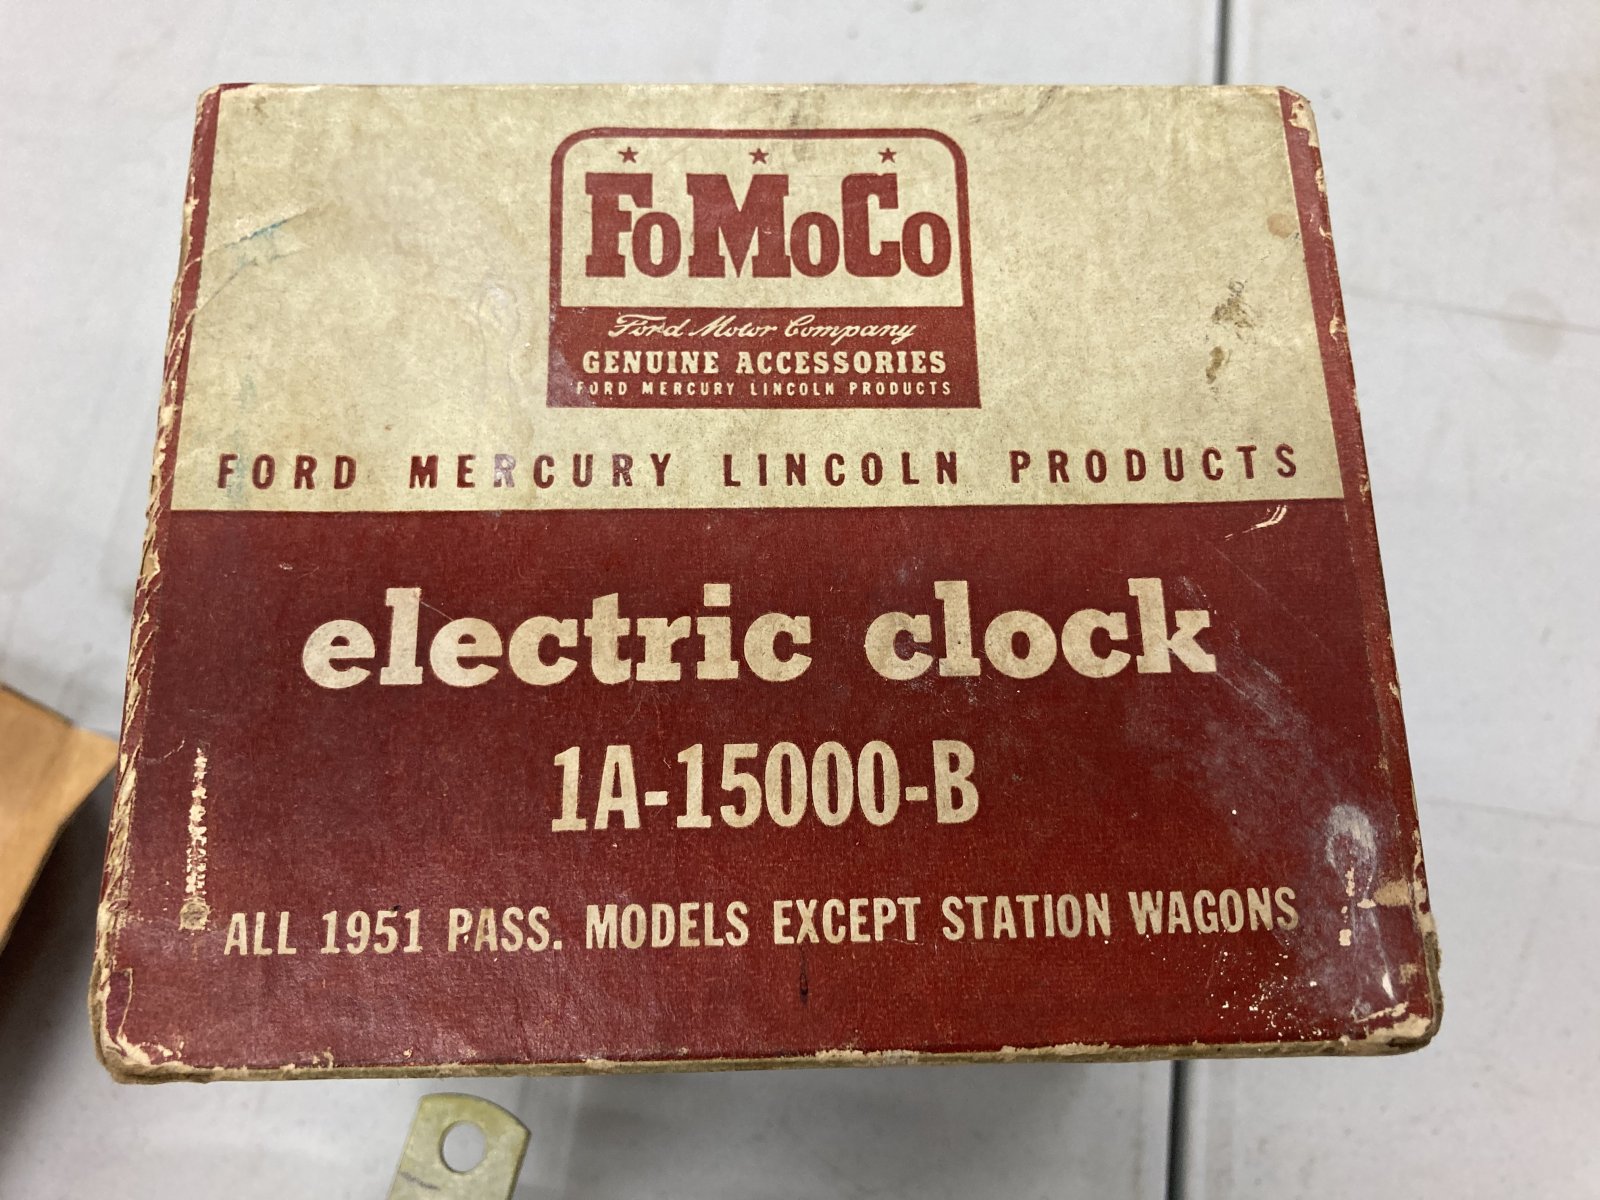 FoMoCo
Ford Motor Company
GENUINE ACCESSORIES
FORD MERCURY LINCOLN PRODUCTS
FORD MERCURY LINCOLN PRODUCTS
electric clock
1A-15000-B
ALL 1951 PASS. MODELS EXCEPT STATION WAGONS